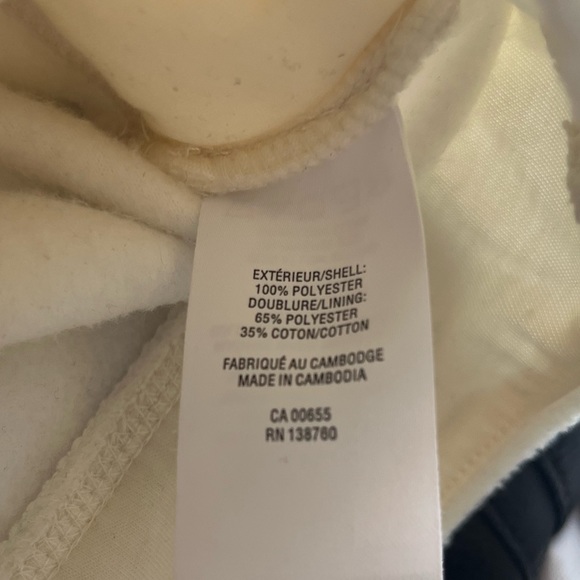 EXTÉRIEUR/SHELL:
100% POLYESTER
DOUBLURE/LINING:
65% POLYESTER
35% COTON/COTTON
FABRIQUÉ AU CAMBODGE
MADE IN CAMBODIA
CA 00655
RN 138760